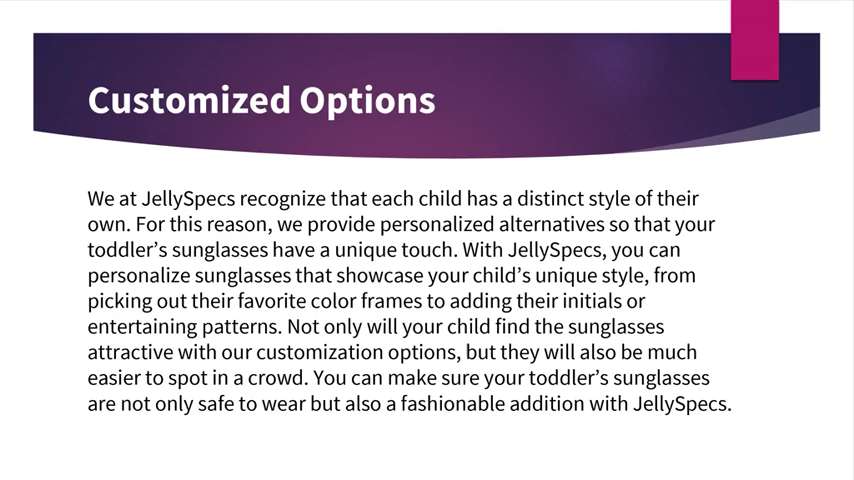 Customized Options
We at JellySpecs recognize that each child has a distinct style of their
own. For this reason, we provide personalized alternatives so that your
toddler’s sunglasses have a unique touch. With JellySpecs, you can
personalize sunglasses that showcase your child’s unique style, from
picking out their favorite color frames to adding their initials or
entertaining patterns. Not only will your child find the sunglasses
attractive with our customization options, but they will also be much
easier to spot in a crowd. You can make sure your toddler’s sunglasses
are not only safe to wear but also a fashionable addition with JellySpecs.